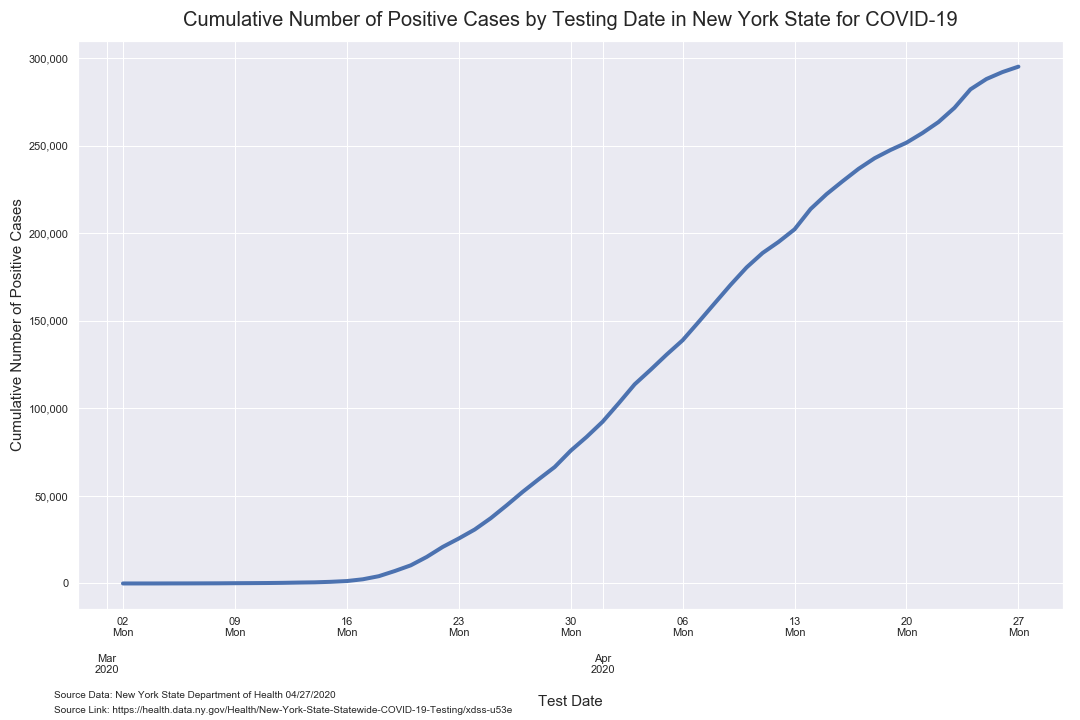 Cumulative Number of Positive Cases by Testing Date in New York State for COVID-19
Cumulative Number of Positive Cases
300,000
250,000
200,000
150,000
100,000
50,000
0
02 09 16 23 30 06 13 20 27
Mon Mon Mon Mon Mon Mon Mon Mon Mon
Mar Apr
2020 2020
Test Date
Source Data: New York State Department of Health 04/27/2020
Source Link: https://health.data.ny.gov/Health/New-York-State-Statewide-COVID-19-Testing/xdss-u53e